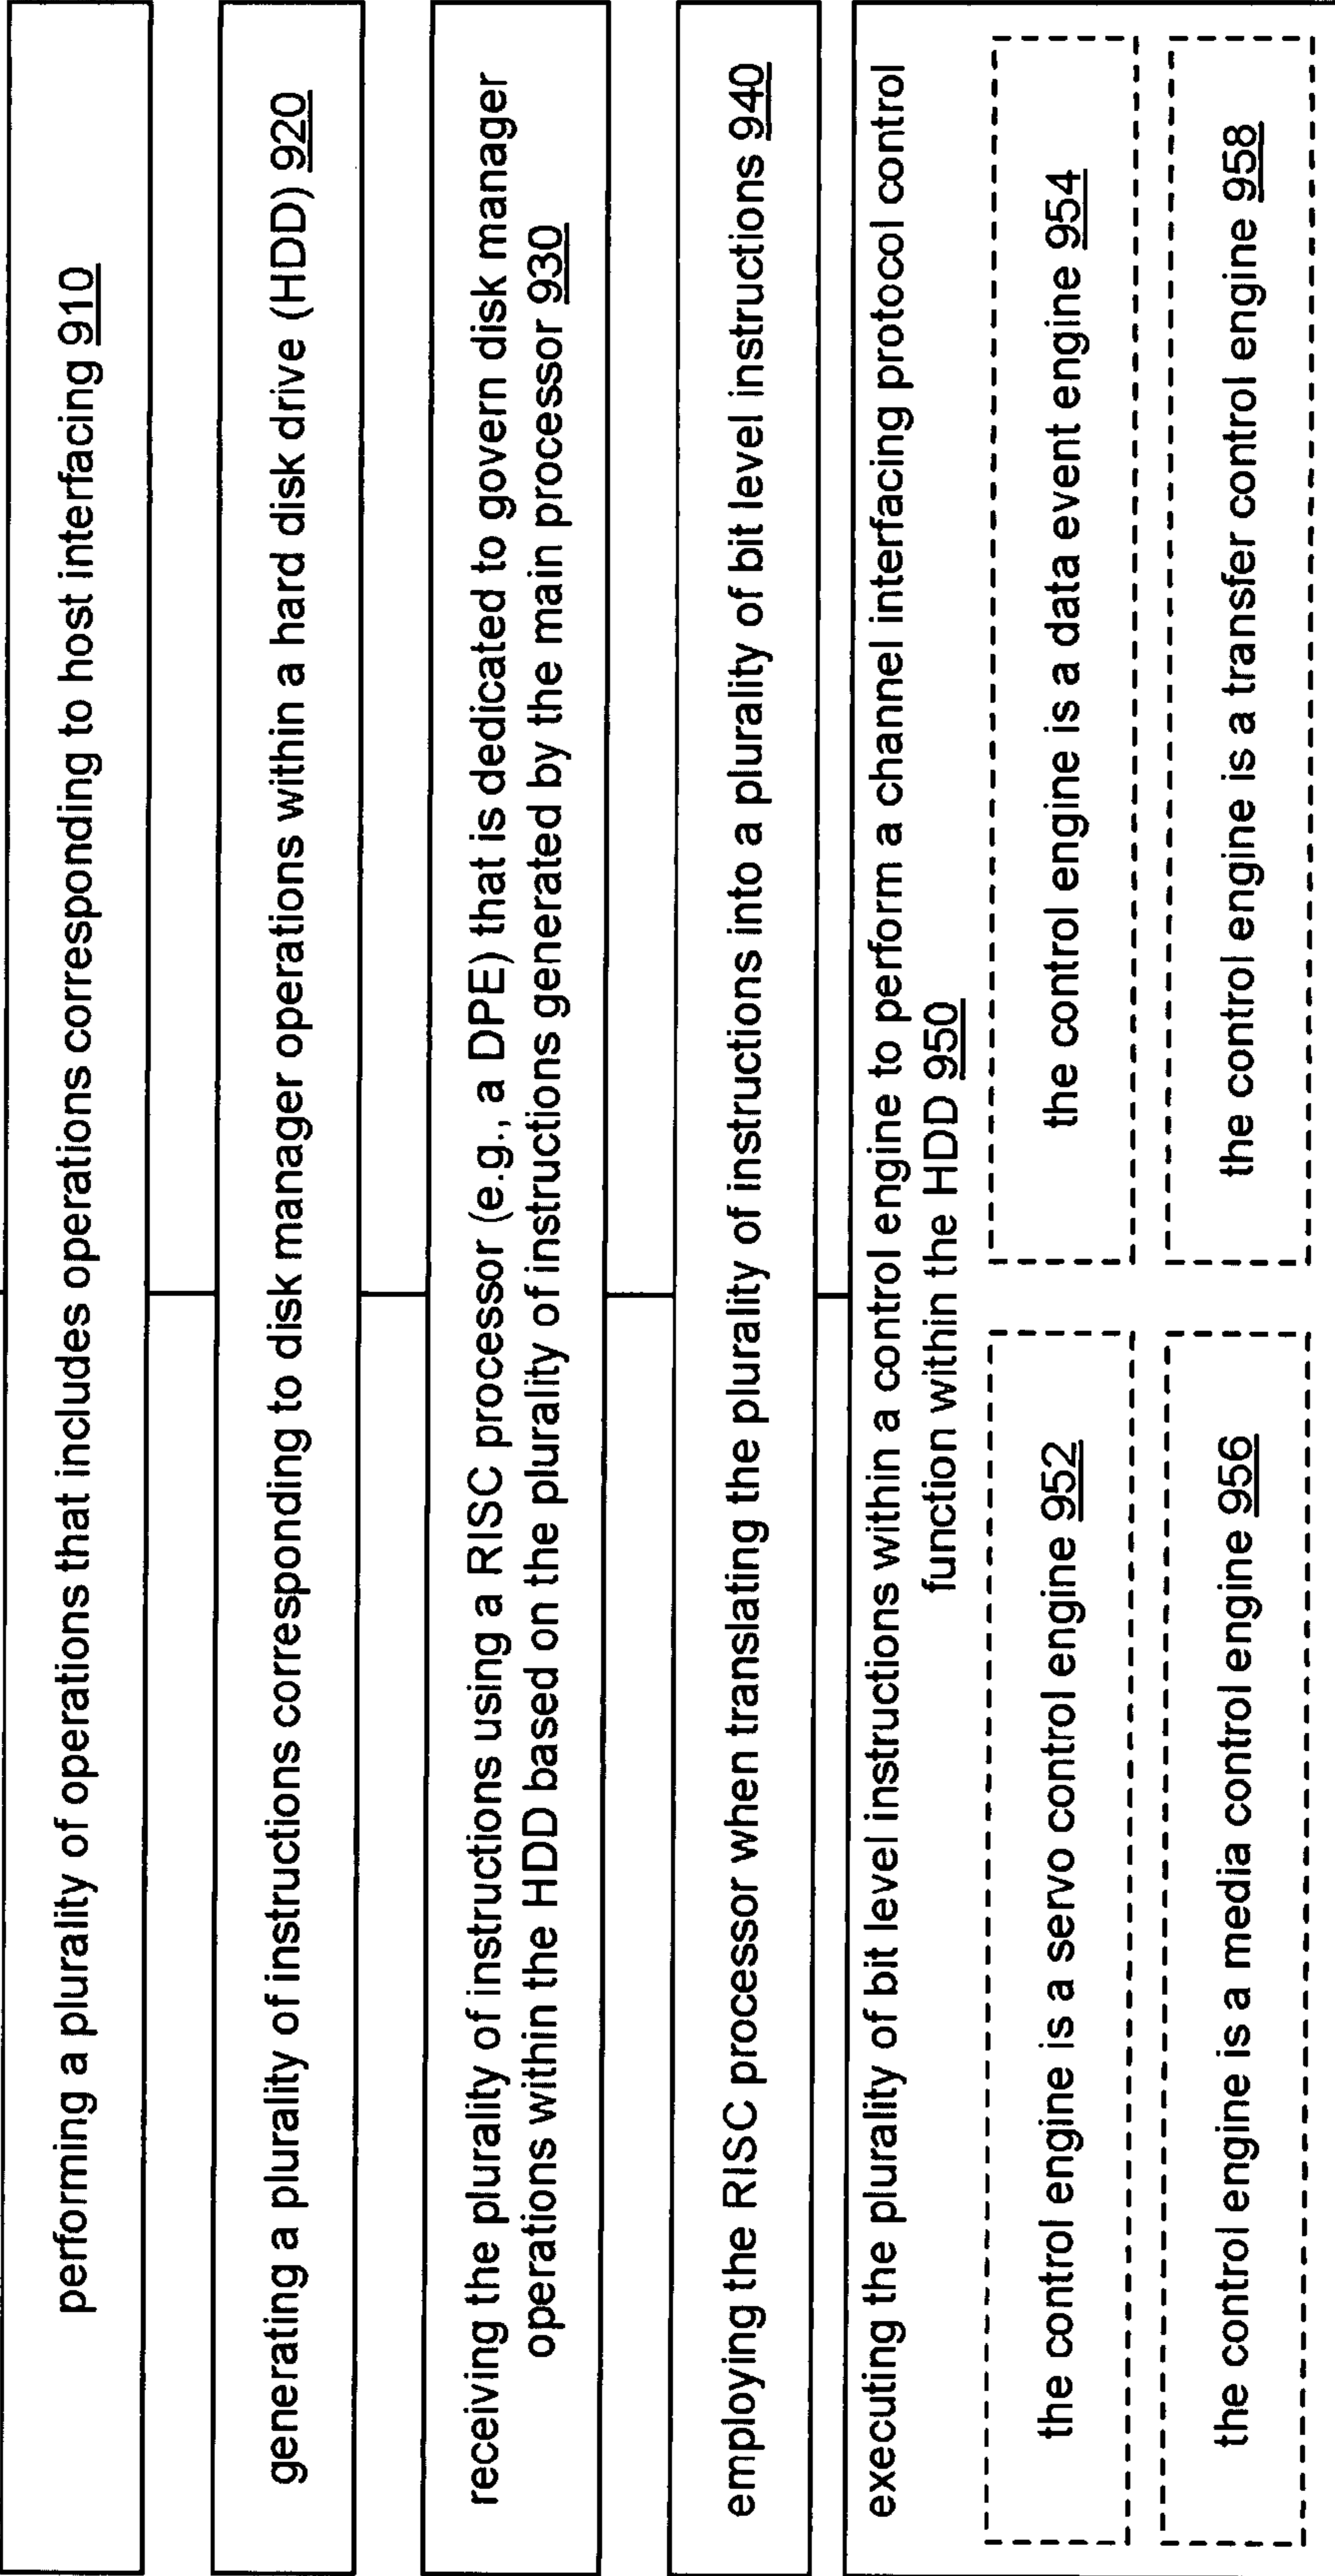 performing a plurality of operations that includes operations corresponding to host interfacing 910
generating a plurality of instructions corresponding to disk manager operations within a hard disk drive (HDD) 920
receiving the plurality of instructions using a RISC processor (e.g., a DPE) that is dedicated to govern disk manager
operations within the HDD based on the plurality of instructions generated by the main processor 930
employing the RISC processor when translating the plurality of instructions into a plurality of bit level instructions 940
executing the plurality of bit level instructions within a control engine to perform a channel interfacing protocol control
function within the HDD 950
the control engine is a servo control engine 952
the control engine is a data event engine 954
the control engine is a media control engine 956
the control engine is a transfer control engine 958